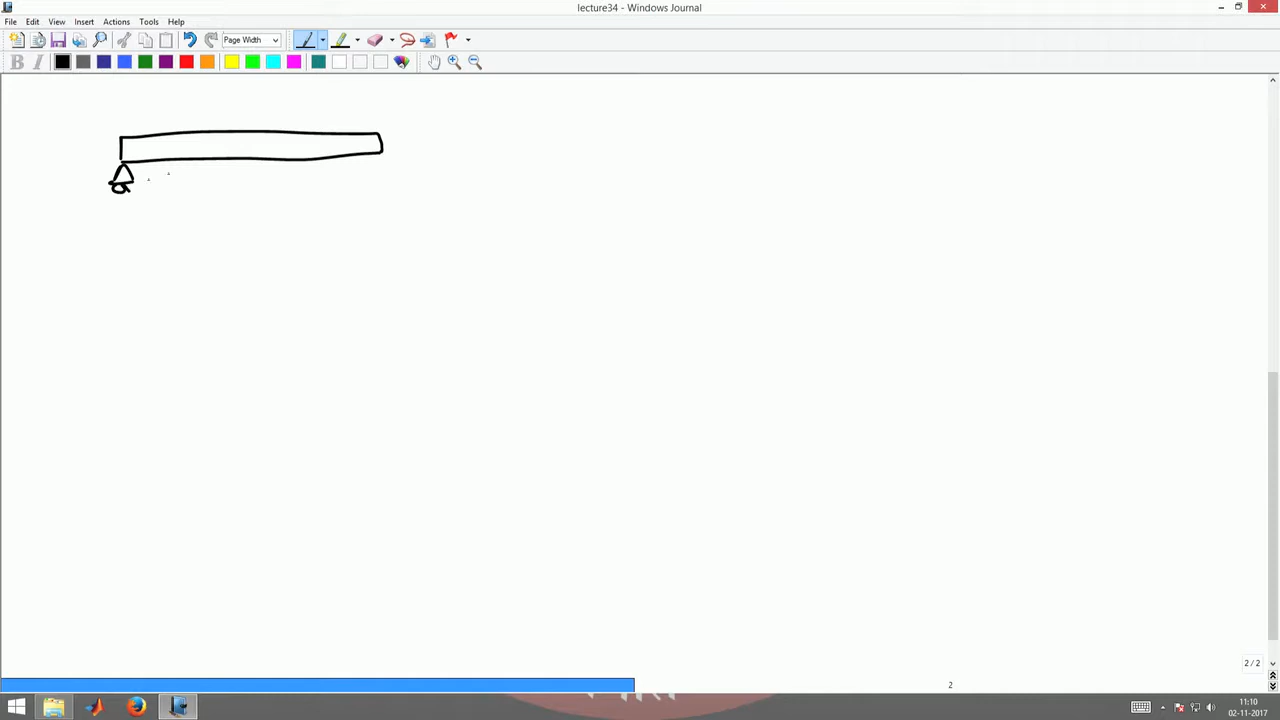 lecture34 - Windows Journal
File Edit View Insert Actions Tools Help
Page Width
B I
2 / 2
2
11:10
02-11-2017